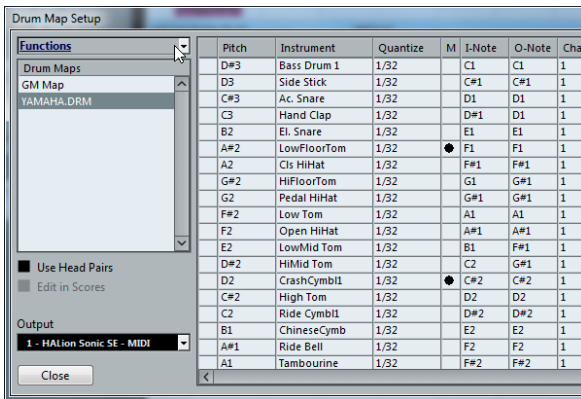 Drum Map Setup
Functions
Drum Maps
GM Map
YAMAHA.DRM
Use Head Pairs
Edit in Scores
Output
1 - HALion Sonic SE - MIDI
Close
Pitch Instrument Quantize M I-Note O-Note Cha
D#3 Bass Drum 1 1/32 C1 C1 1
D3 Side Stick 1/32 C#1 C#1 1
C#3 Ac. Snare 1/32 D1 D1 1
C3 Hand Clap 1/32 D#1 D#1 1
B2 El. Snare 1/32 E1 E1 1
A#2 LowFloorTom 1/32 F1 F1 1
A2 Cls HiHat 1/32 F#1 F#1 1
G#2 HiFloorTom 1/32 G1 G#1 1
G2 Pedal HiHat 1/32 G#1 G#1 1
F#2 Low Tom 1/32 A1 A1 1
F2 Open HiHat 1/32 A#1 A#1 1
E2 LowMid Tom 1/32 B1 F#1 1
D#2 HiMid Tom 1/32 C2 G#1 1
D2 CrashCymbl1 1/32 C#2 C#2 1
C#2 High Tom 1/32 D2 D2 1
C2 Ride Cymbl1 1/32 D#2 D#2 1
B1 ChineseCymb 1/32 E2 E2 1
A#1 Ride Bell 1/32 F2 F2 1
A1 Tambourine 1/32 F#2 F#2 1